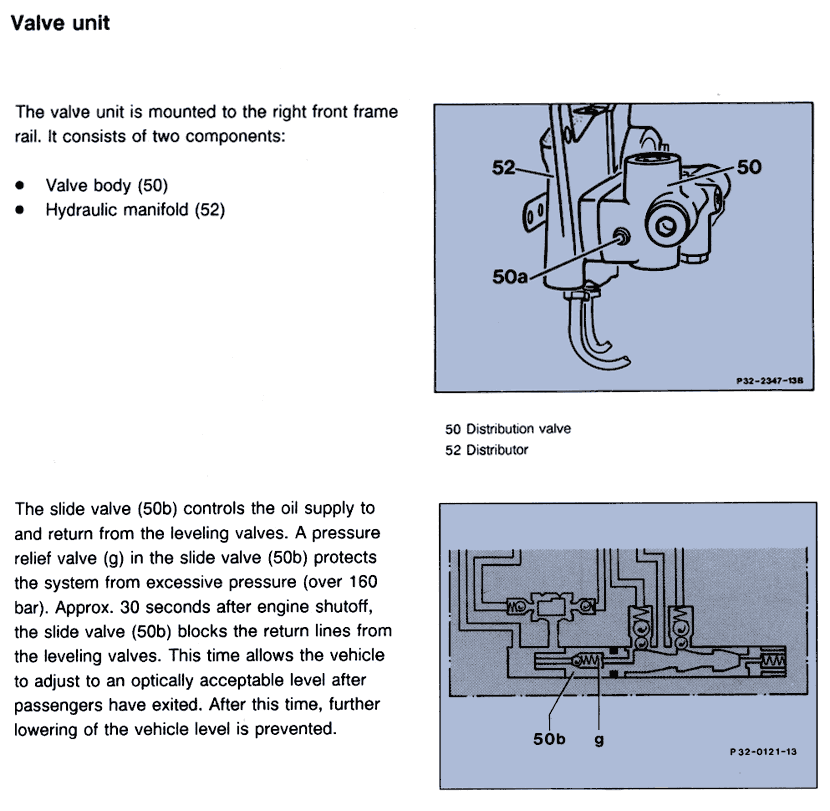 Valve unit
The valve unit is mounted to the right front frame
rail. It consists of two components:
● Valve body (50)
● Hydraulic manifold (52)
52
50
50a
P32-2347-13B
50 Distribution valve
52 Distributor
The slide valve (50b) controls the oil supply to
and return from the leveling valves. A pressure
relief valve (g) in the slide valve (50b) protects
the system from excessive pressure (over 160
bar). Approx. 30 seconds after engine shutoff,
the slide valve (50b) blocks the return lines from
the leveling valves. This time allows the vehicle
to adjust to an optically acceptable level after
passengers have exited. After this time, further
lowering of the vehicle level is prevented.
50b
g
P 32-0121-13